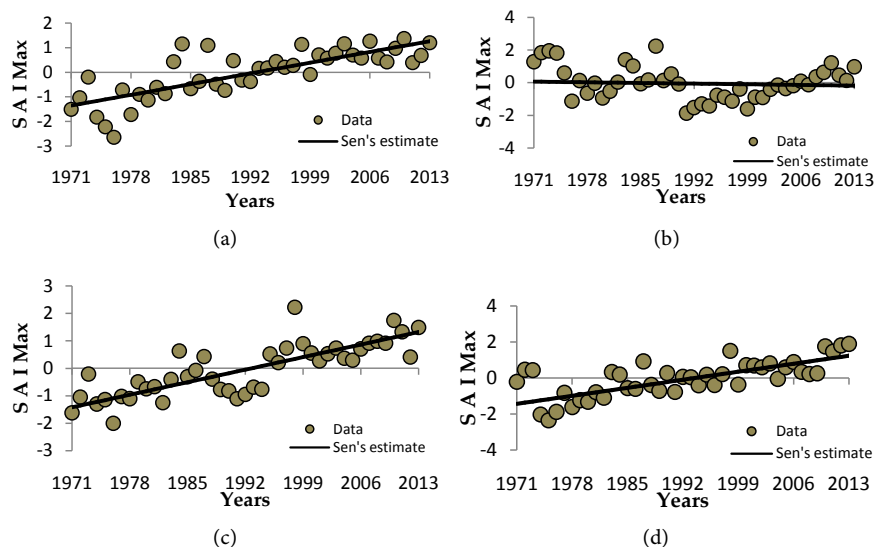 3
2
1
0
-1
-2
-3
S A I Max
Data
Sen's estimate
1971 1978 1985 1992 1999 2006 2013
Years
(a)
4
2
0
-2
-4
S A I Max
Data
Sen's estimate
1971 1978 1985 1992 1999 2006 2013
Years
(b)
3
2
1
0
-1
-2
-3
S A I Max
Data
Sen's estimate
1971 1978 1985 1992 1999 2006 2013
Years
(c)
4
2
0
-2
-4
S A I Max
Data
Sen's estimate
1971 1978 1985 1992 1999 2006 2013
Years
(d)